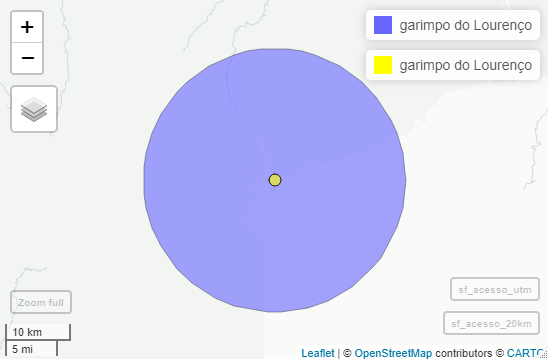 +
−
garimpo do Lourenço
garimpo do Lourenço
Zoom full
sf_acesso_utm
sf_acesso_20km
10 km
5 mi
Leaflet | © OpenStreetMap contributors © CARTO